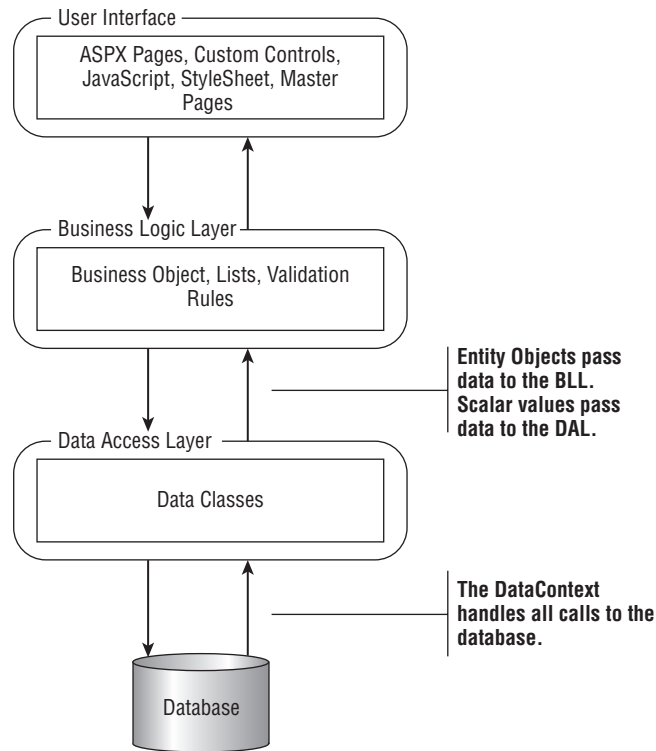 User Interface
ASPX Pages, Custom Controls,
JavaScript, StyleSheet, Master
Pages
Business Logic Layer
Business Object, Lists, Validation
Rules
Entity Objects pass
data to the BLL.
Scalar values pass
data to the DAL.
Data Access Layer
Data Classes
The DataContext
handles all calls to the
database.
Database